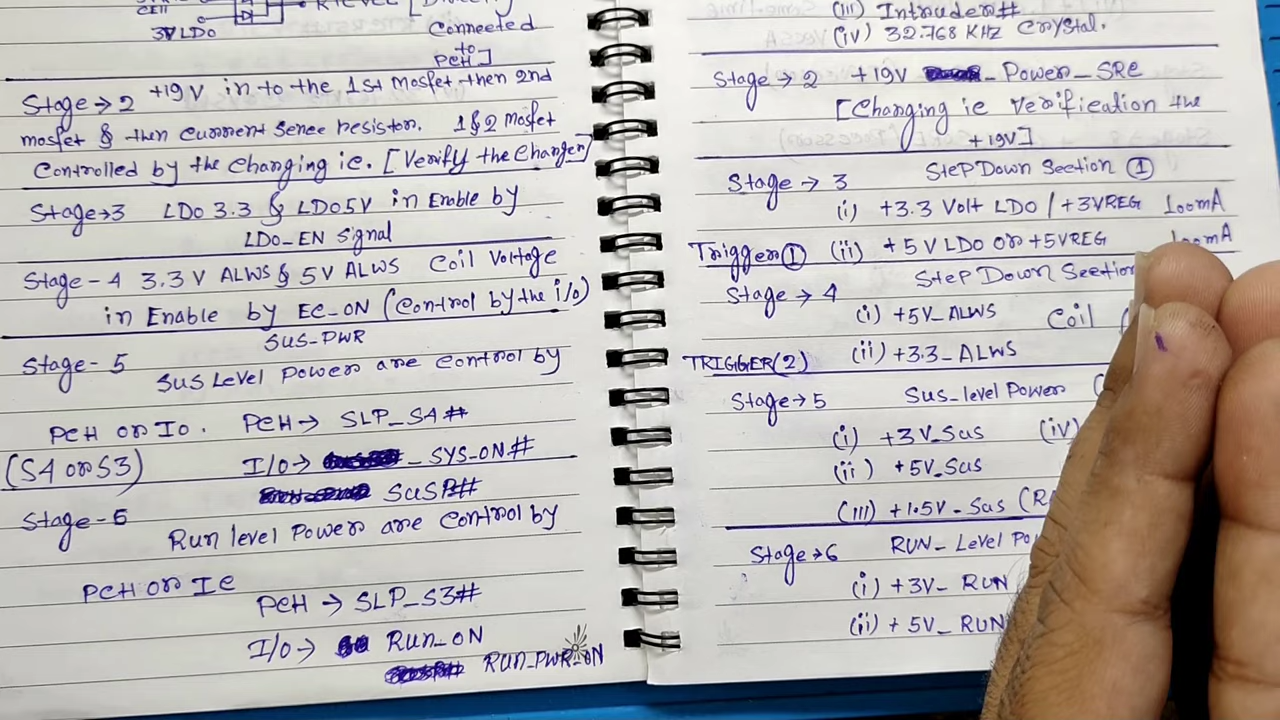 3V LDO
Connected
to
PCH]
Stage→2 +19V in to the 1st Mosfet then 2nd
mosfet & then current sence resistor. 1&2 Mosfet
Controlled by the Charging ic. [Verify the Charger]
Stage→3 LDO 3.3 & LDO5V in Enable by
LDO_EN Signal
Stage-4 3.3V ALWS & 5V ALWS Coil Voltage
in Enable by EC_ON (Control by the i/o)
SUS_PWR
Stage-5 SUS Level Power are Control by
PCH or IO. PCH → SLP_S4#
(S4 or S3) I/O→ _SYS_ON#
SUSP#
Stage-6
Run level Power are Control by
PCH or IC
PCH → SLP_S3#
I/O→ Run_ON
RUN_PWR_ON
(iii) Intruder#
(iv) 32.768 KHz Crystal.
Stage→2 +19V _Power_SRC
[Charging ic Verification the
+19V]
Stage→3 Step Down Section ①
(i) +3.3 Volt LDO / +3VREG 100mA
Trigger① (ii) +5V LDO or +5VREG 100mA
Step Down Section
Stage→4
(i) +5V_ALWS Coil
TRIGGER(2) (ii) +3.3_ALWS
Stage→5 Sus_level Power (
(i) +3V_Sus (iv)
(ii) +5V_Sus
(iii) +1.5V_Sus (R
Stage→6 RUN_Level Po
(i) +3V_RUN
(ii) +5V_RUN